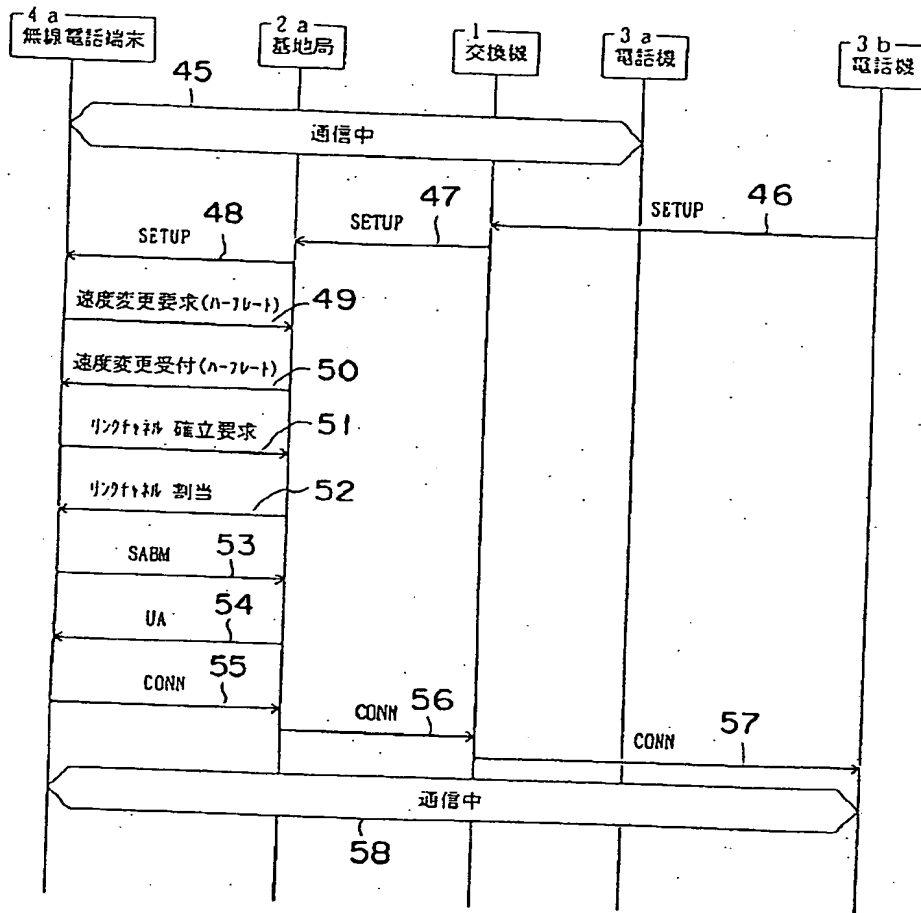 4a
無線電話端末
2a
基地局
1
交換機
3a
電話機
3b
電話機
45
通信中
SETUP
46
SETUP
47
SETUP
48
速度変更要求(ハーフレート)
49
速度変更受付(ハーフレート)
50
リンクチャネル 確立要求
51
リンクチャネル 割当
52
SABM
53
UA
54
CONN
55
CONN
56
CONN
57
通信中
58